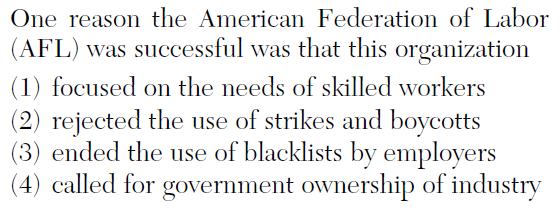 One reason the American Federation of Labor
(AFL) was successful was that this organization
(1) focused on the needs of skilled workers
(2) rejected the use of strikes and boycotts
(3) ended the use of blacklists by employers
(4) called for government ownership of industry